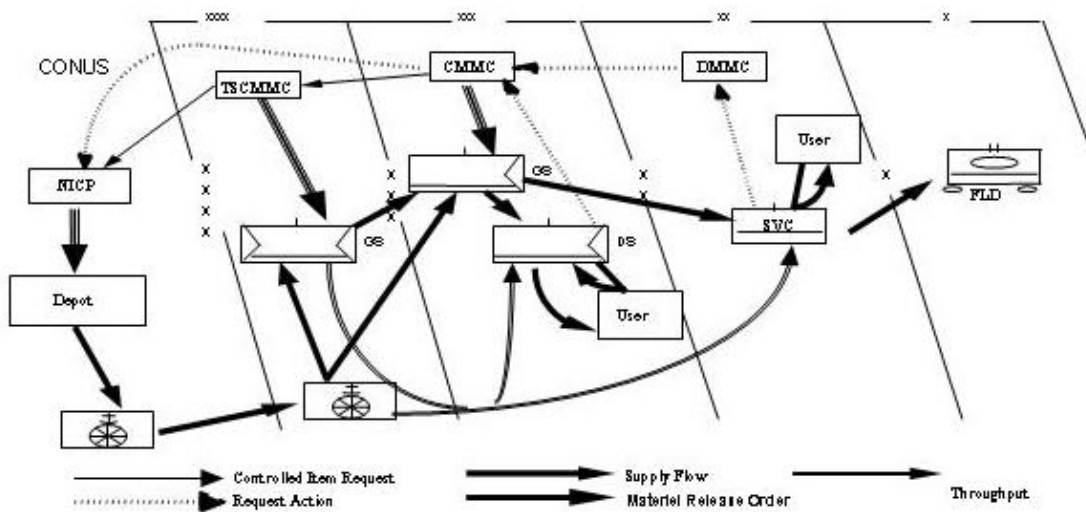 xxxx xxx xx x
CONUS
CMMC
DMMC
TSCMMC
User
NICP
GS
x
x
x
x
x
x
x
x
x
x
x
FLD
SVC
GS
DS
Depot
User
Controlled Item Request
Supply Flow
Throughput
Request Action
Materiel Release Order